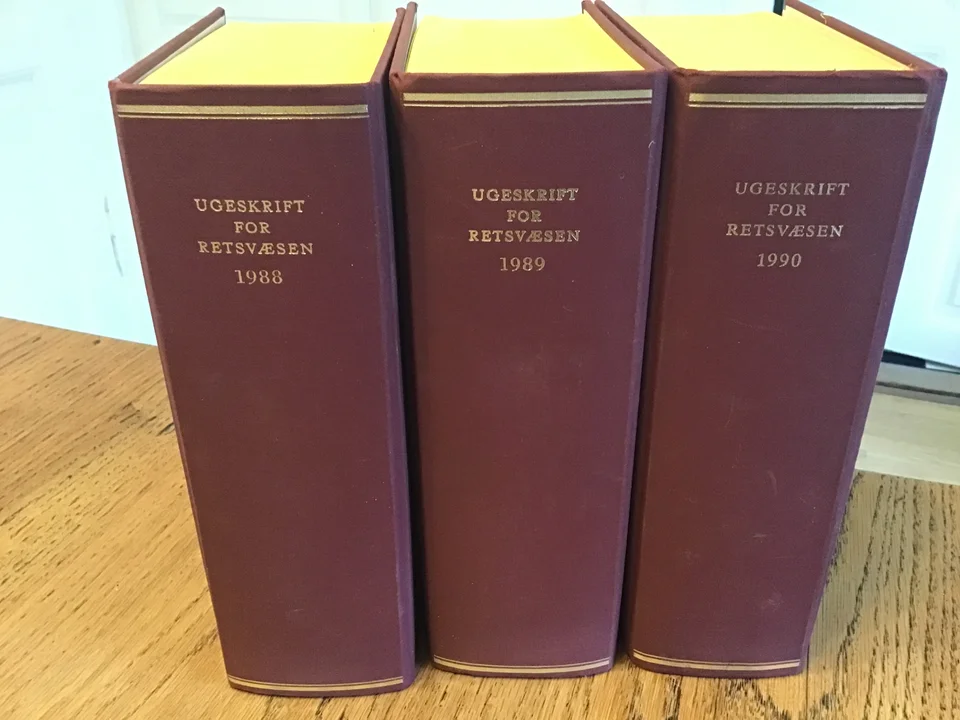 UGESKRIFT
FOR
RETSVÆSEN
1988
UGESKRIFT
FOR
RETSVÆSEN
1989
UGESKRIFT
FOR
RETSVÆSEN
1990